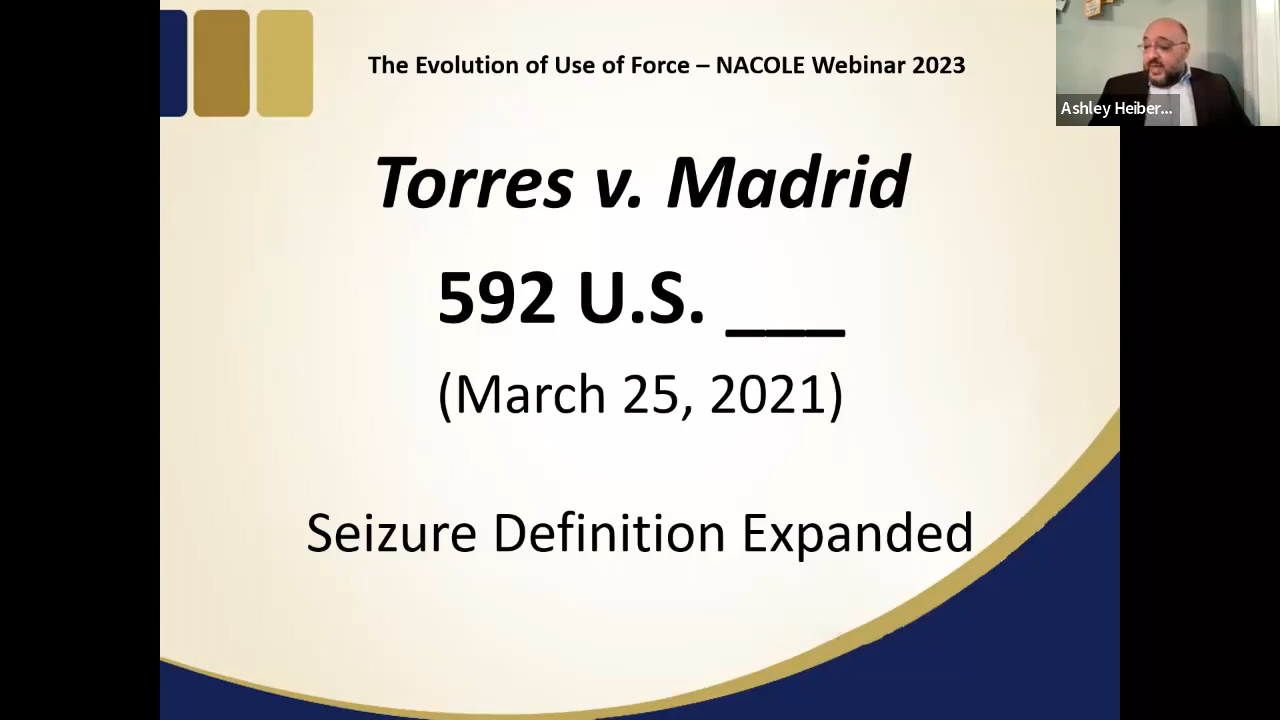 The Evolution of Use of Force – NACOLE Webinar 2023
Ashley Heiber...
Torres v. Madrid
592 U.S. ___
(March 25, 2021)
Seizure Definition Expanded